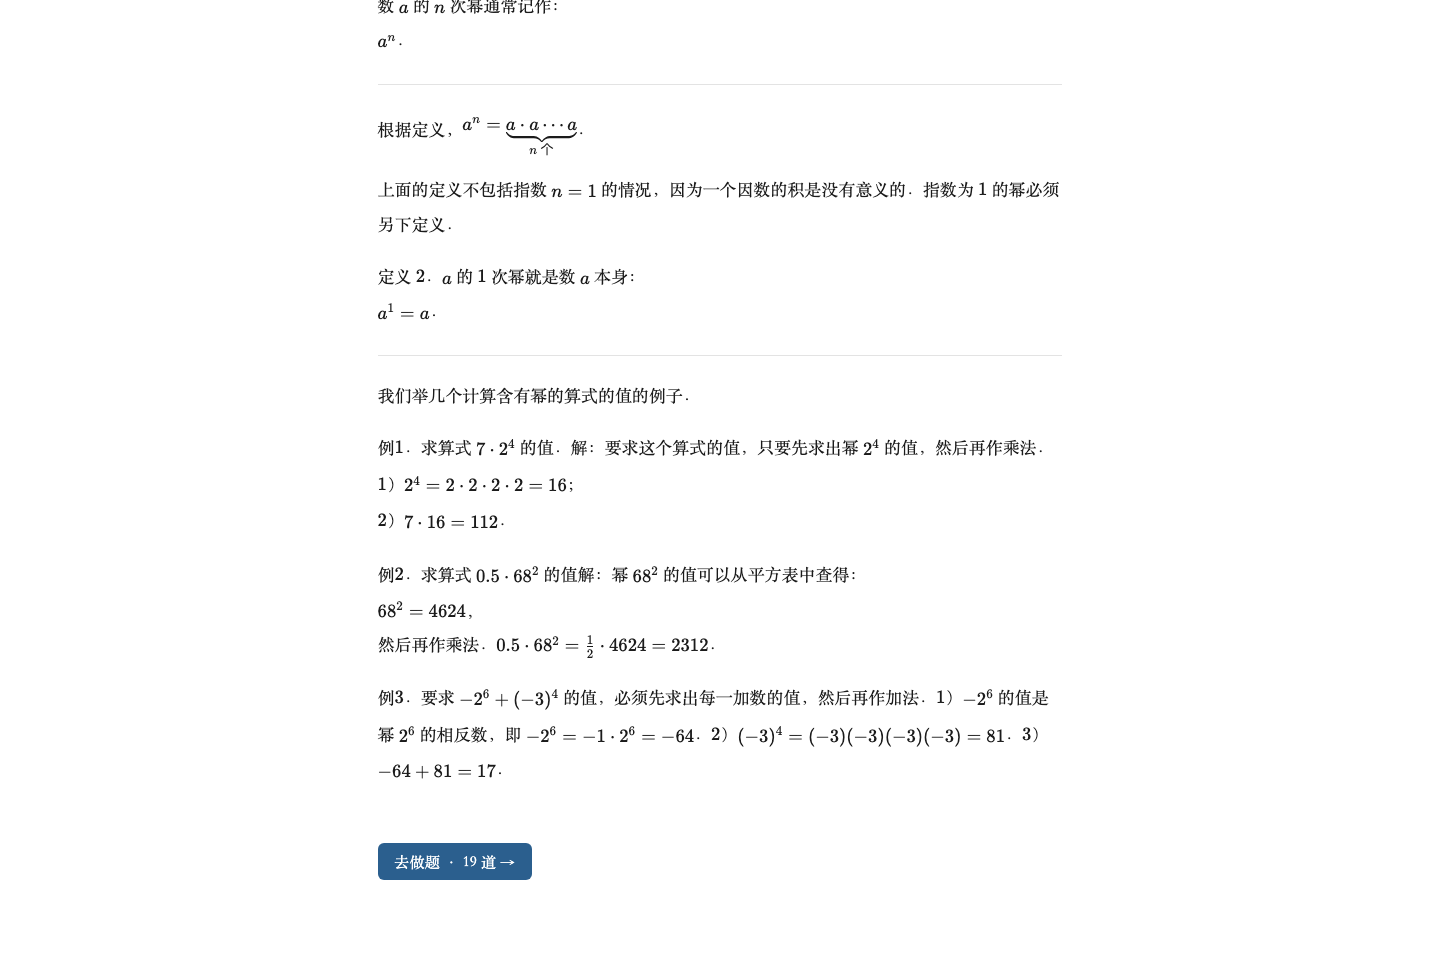 数 a 的 n 次幂通常记作：
aⁿ．
根据定义，aⁿ = a · a ⋯ a．
n 个
上面的定义不包括指数 n = 1 的情况，因为一个因数的积是没有意义的．指数为 1 的幂必须
另下定义．
定义 2．a 的 1 次幂就是数 a 本身：
a¹ = a．
我们举几个计算含有幂的算式的值的例子．
例1．求算式 7 · 2⁴ 的值．解：要求这个算式的值，只要先求出幂 2⁴ 的值，然后再作乘法．
1）2⁴ = 2 · 2 · 2 · 2 = 16；
2）7 · 16 = 112．
例2．求算式 0.5 · 68² 的值解：幂 68² 的值可以从平方表中查得：
68² = 4624，
然后再作乘法．0.5 · 68² = 1/2 · 4624 = 2312．
例3．要求 −2⁶ + (−3)⁴ 的值，必须先求出每一加数的值，然后再作加法．1）−2⁶ 的值是
幂 2⁶ 的相反数，即 −2⁶ = −1 · 2⁶ = −64．2）(−3)⁴ = (−3)(−3)(−3)(−3) = 81．3）
−64 + 81 = 17．
去做题 · 19 道 →